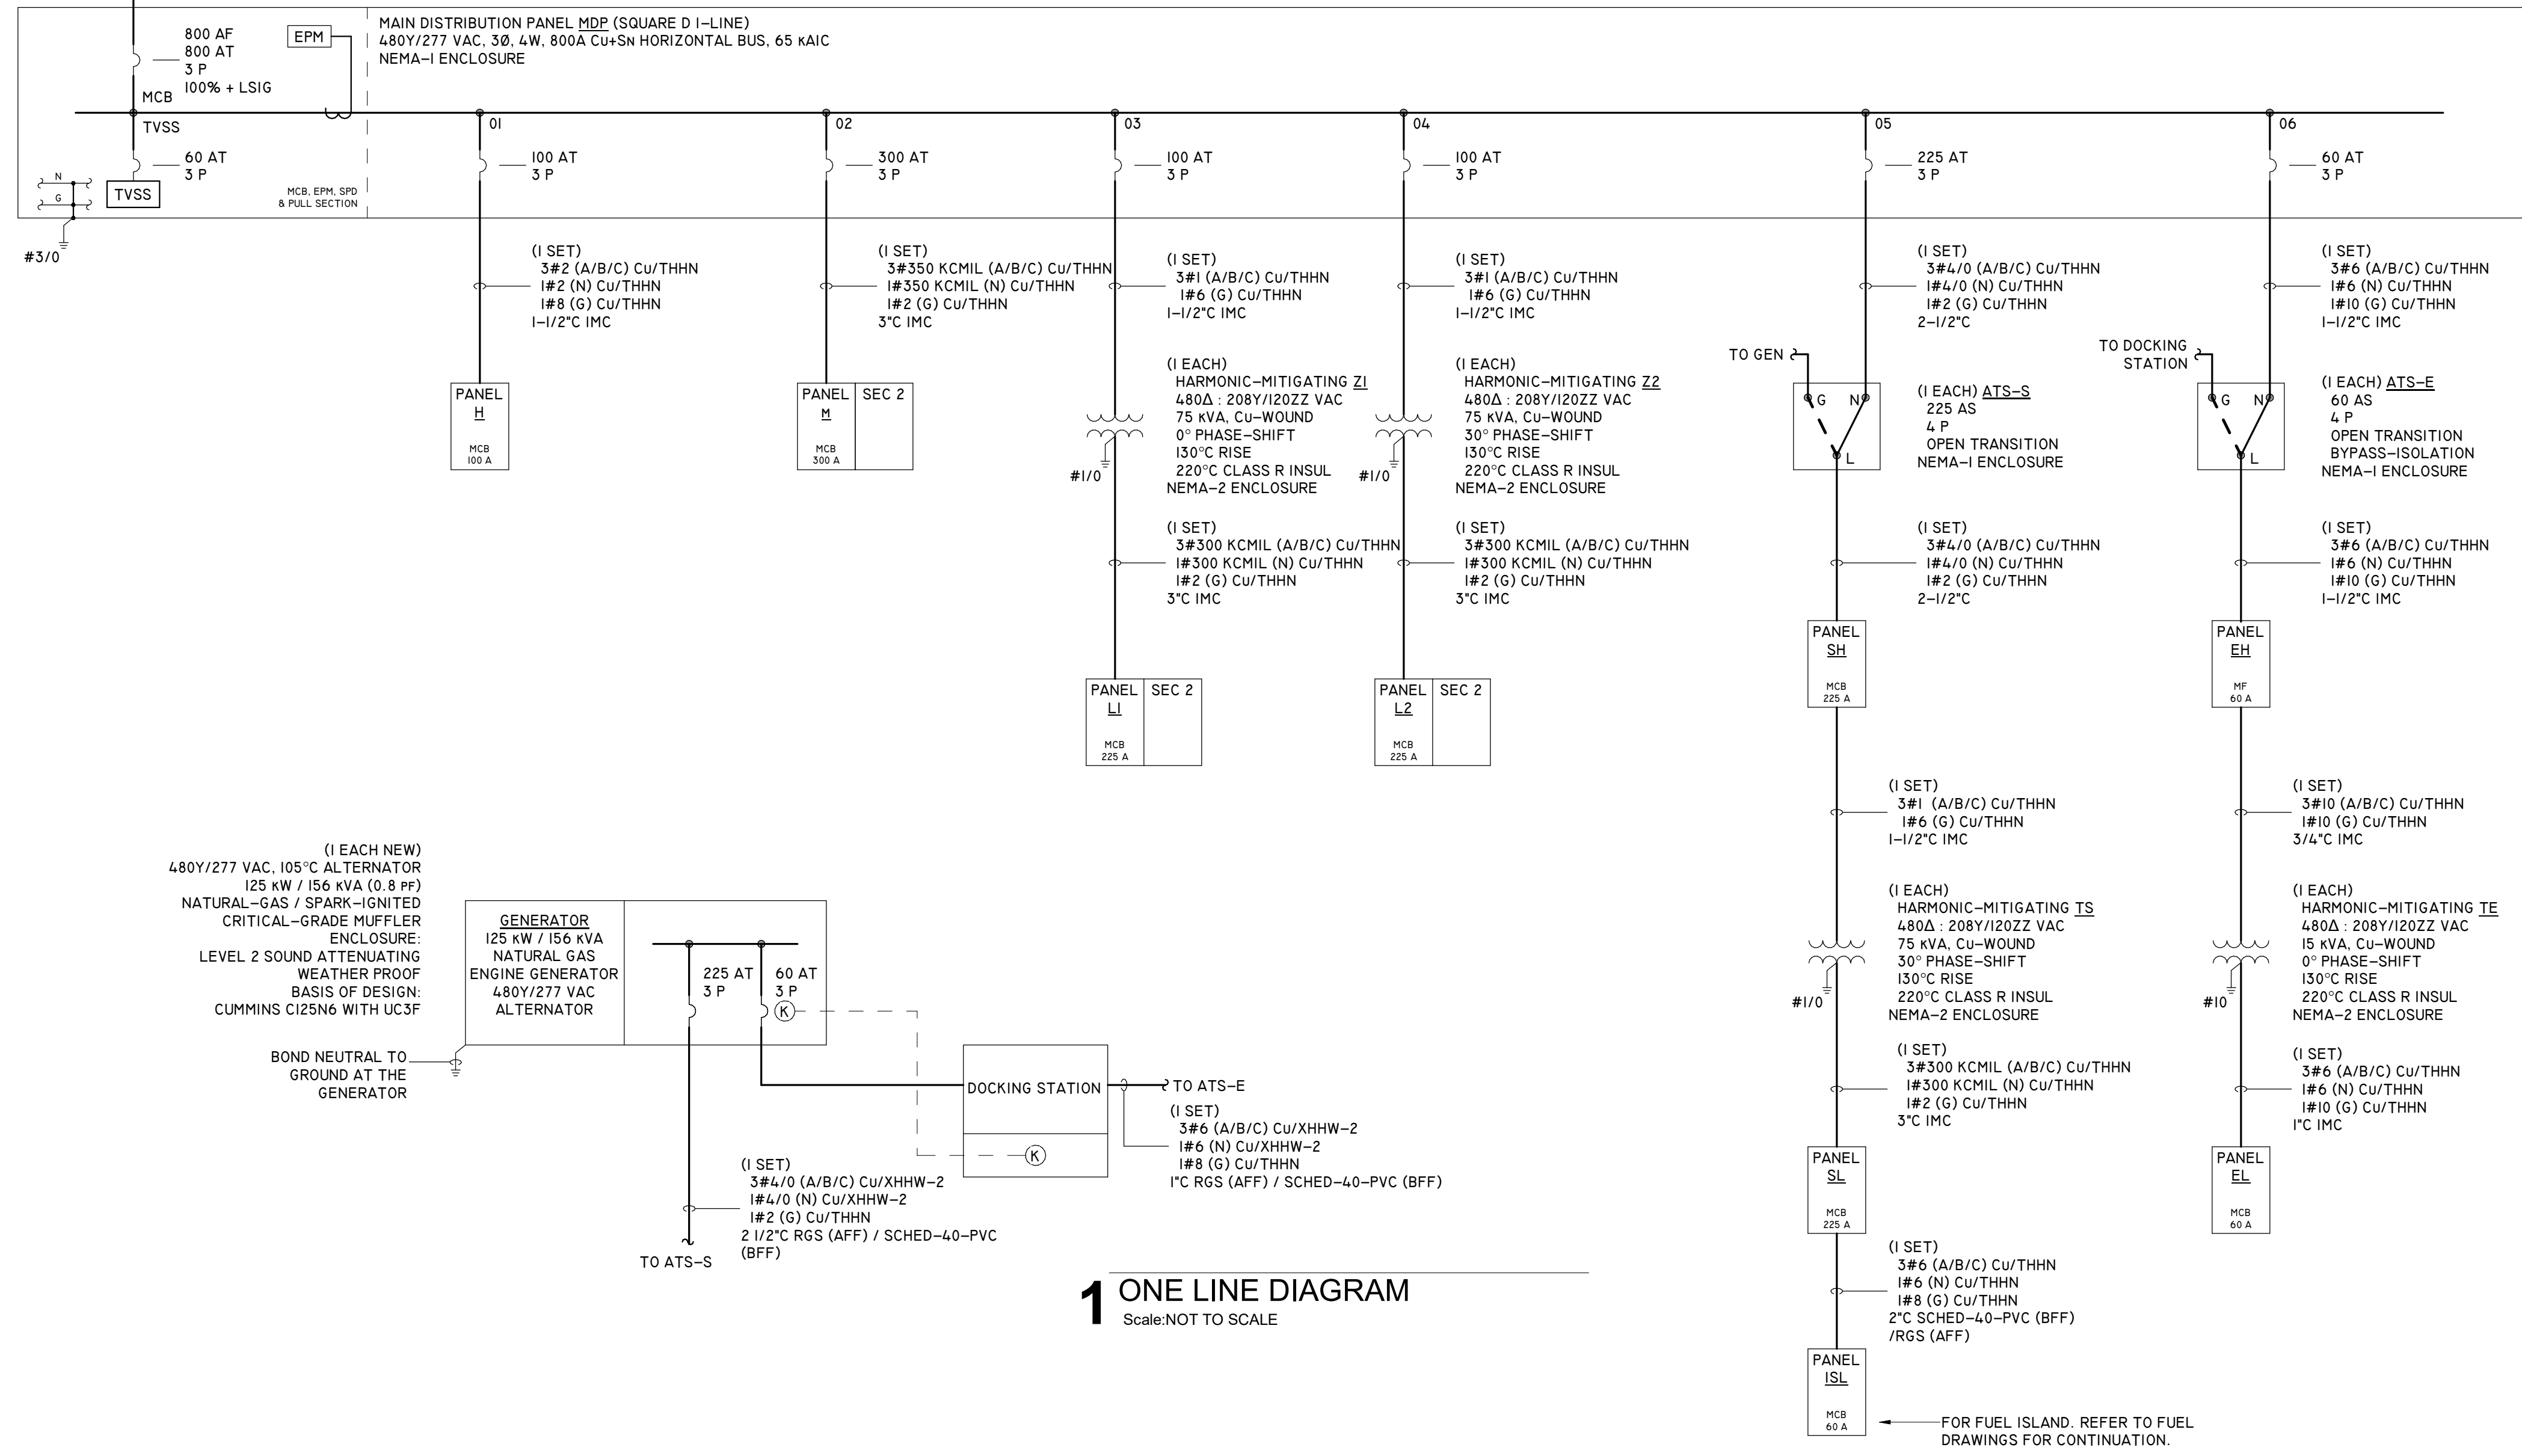 800 AF
800 AT
3 P
100% + LSIG
EPM
MCB
TVSS
60 AT
3 P
TVSS
N
G
#3/0
MCB, EPM, SPD
& PULL SECTION
MAIN DISTRIBUTION PANEL MDP (SQUARE D I-LINE)
480Y/277 VAC, 3Ø, 4W, 800A Cu+Sn HORIZONTAL BUS, 65 kAIC
NEMA-1 ENCLOSURE
01
100 AT
3 P
02
300 AT
3 P
03
100 AT
3 P
04
100 AT
3 P
05
225 AT
3 P
06
60 AT
3 P
(1 SET)
3#2 (A/B/C) Cu/THHN
1#2 (N) Cu/THHN
1#8 (G) Cu/THHN
1-1/2"C IMC
PANEL
H
MCB
100 A
(1 SET)
3#350 KCMIL (A/B/C) Cu/THHN
1#350 KCMIL (N) Cu/THHN
1#2 (G) Cu/THHN
3"C IMC
PANEL
M
MCB
300 A
SEC 2
(1 SET)
3#1 (A/B/C) Cu/THHN
1#6 (G) Cu/THHN
1-1/2"C IMC
(1 EACH)
HARMONIC-MITIGATING Z1
480Δ : 208Y/120ZZ VAC
75 kVA, Cu-WOUND
0° PHASE-SHIFT
130°C RISE
220°C CLASS R INSUL
NEMA-2 ENCLOSURE
#1/0
(1 SET)
3#300 KCMIL (A/B/C) Cu/THHN
1#300 KCMIL (N) Cu/THHN
1#2 (G) Cu/THHN
3"C IMC
PANEL
L1
MCB
225 A
SEC 2
(1 SET)
3#1 (A/B/C) Cu/THHN
1#6 (G) Cu/THHN
1-1/2"C IMC
(1 EACH)
HARMONIC-MITIGATING Z2
480Δ : 208Y/120ZZ VAC
75 kVA, Cu-WOUND
30° PHASE-SHIFT
130°C RISE
220°C CLASS R INSUL
NEMA-2 ENCLOSURE
#1/0
(1 SET)
3#300 KCMIL (A/B/C) Cu/THHN
1#300 KCMIL (N) Cu/THHN
1#2 (G) Cu/THHN
3"C IMC
PANEL
L2
MCB
225 A
SEC 2
(1 SET)
3#4/0 (A/B/C) Cu/THHN
1#4/0 (N) Cu/THHN
1#2 (G) Cu/THHN
2-1/2"C
TO GEN
G
N
L
(1 EACH) ATS-S
225 AS
4 P
OPEN TRANSITION
NEMA-1 ENCLOSURE
(1 SET)
3#4/0 (A/B/C) Cu/THHN
1#4/0 (N) Cu/THHN
1#2 (G) Cu/THHN
2-1/2"C
PANEL
SH
MCB
225 A
(1 SET)
3#1 (A/B/C) Cu/THHN
1#6 (G) Cu/THHN
1-1/2"C IMC
(1 EACH)
HARMONIC-MITIGATING TS
480Δ : 208Y/120ZZ VAC
75 kVA, Cu-WOUND
30° PHASE-SHIFT
130°C RISE
220°C CLASS R INSUL
NEMA-2 ENCLOSURE
#1/0
(1 SET)
3#300 KCMIL (A/B/C) Cu/THHN
1#300 KCMIL (N) Cu/THHN
1#2 (G) Cu/THHN
3"C IMC
PANEL
SL
MCB
225 A
(1 SET)
3#6 (A/B/C) Cu/THHN
1#6 (N) Cu/THHN
1#8 (G) Cu/THHN
2"C SCHED-40-PVC (BFF)
/RGS (AFF)
PANEL
ISL
MCB
60 A
FOR FUEL ISLAND. REFER TO FUEL
DRAWINGS FOR CONTINUATION.
(1 SET)
3#6 (A/B/C) Cu/THHN
1#6 (N) Cu/THHN
1#10 (G) Cu/THHN
1-1/2"C IMC
TO DOCKING
STATION
G
N
L
(1 EACH) ATS-E
60 AS
4 P
OPEN TRANSITION
BYPASS-ISOLATION
NEMA-1 ENCLOSURE
(1 SET)
3#6 (A/B/C) Cu/THHN
1#6 (N) Cu/THHN
1#10 (G) Cu/THHN
1-1/2"C IMC
PANEL
EH
MF
60 A
(1 SET)
3#10 (A/B/C) Cu/THHN
1#10 (G) Cu/THHN
3/4"C IMC
(1 EACH)
HARMONIC-MITIGATING TE
480Δ : 208Y/120ZZ VAC
15 kVA, Cu-WOUND
0° PHASE-SHIFT
130°C RISE
220°C CLASS R INSUL
NEMA-2 ENCLOSURE
#10
(1 SET)
3#6 (A/B/C) Cu/THHN
1#6 (N) Cu/THHN
1#10 (G) Cu/THHN
1"C IMC
PANEL
EL
MCB
60 A
(1 EACH NEW)
480Y/277 VAC, 105°C ALTERNATOR
125 kW / 156 kVA (0.8 PF)
NATURAL-GAS / SPARK-IGNITED
CRITICAL-GRADE MUFFLER
ENCLOSURE:
LEVEL 2 SOUND ATTENUATING
WEATHER PROOF
BASIS OF DESIGN:
CUMMINS C125N6 WITH UC3F
BOND NEUTRAL TO
GROUND AT THE
GENERATOR
GENERATOR
125 kW / 156 kVA
NATURAL GAS
ENGINE GENERATOR
480Y/277 VAC
ALTERNATOR
225 AT
3 P
60 AT
3 P
K
DOCKING STATION
K
TO ATS-E
(1 SET)
3#6 (A/B/C) Cu/XHHW-2
1#6 (N) Cu/XHHW-2
1#8 (G) Cu/THHN
1"C RGS (AFF) / SCHED-40-PVC (BFF)
(1 SET)
3#4/0 (A/B/C) Cu/XHHW-2
1#4/0 (N) Cu/XHHW-2
1#2 (G) Cu/THHN
2 1/2"C RGS (AFF) / SCHED-40-PVC
(BFF)
TO ATS-S
1 ONE LINE DIAGRAM
Scale:NOT TO SCALE